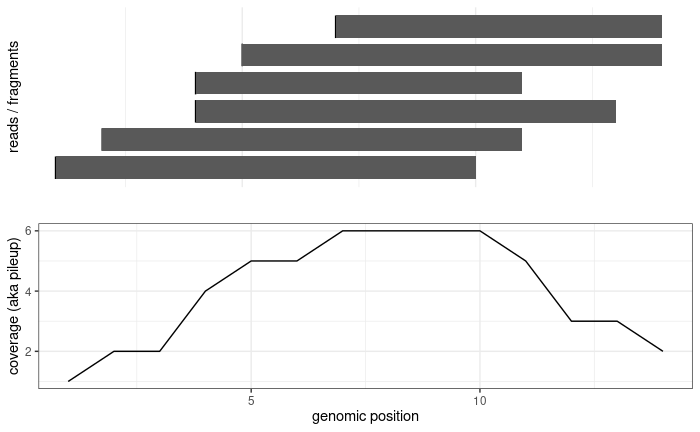 reads / fragments
coverage (aka pileup)
6
4
2
5 10
genomic position